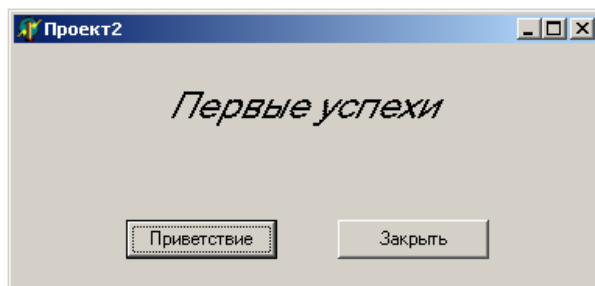 Проект2
Первые успехи
Приветствие Закрыть